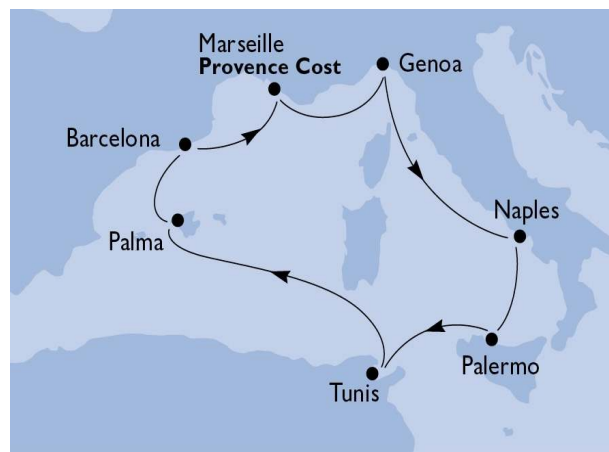 Marseille
Provence Cost
Genoa
Barcelona
Naples
Palma
Palermo
Tunis